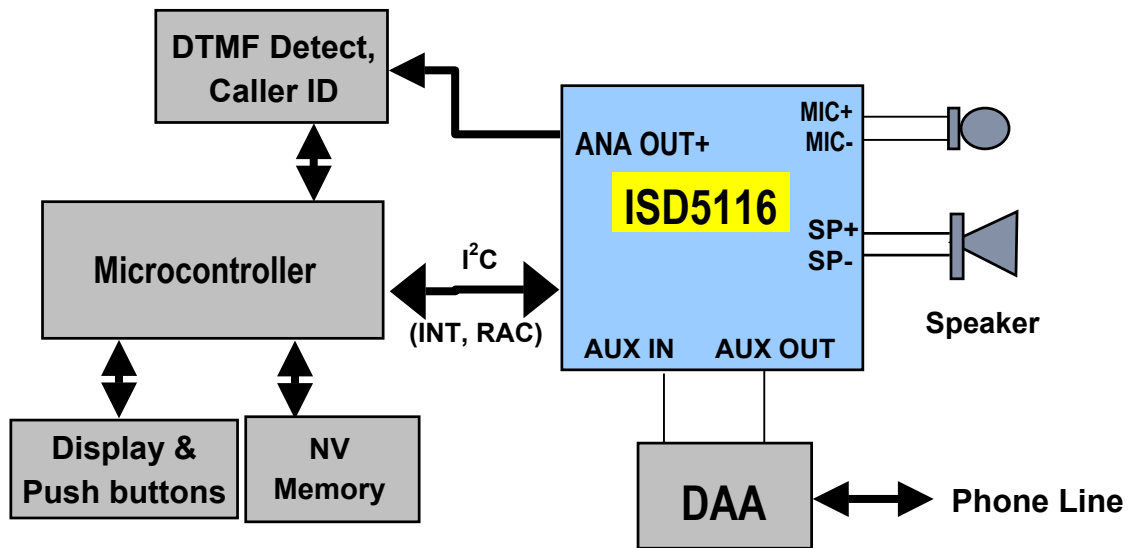 DTMF Detect,
Caller ID
MIC+
MIC-
ANA OUT+
ISD5116
SP+
SP-
Microcontroller
I²C
(INT, RAC)
Speaker
AUX IN
AUX OUT
Display &
Push buttons
NV
Memory
DAA
Phone Line